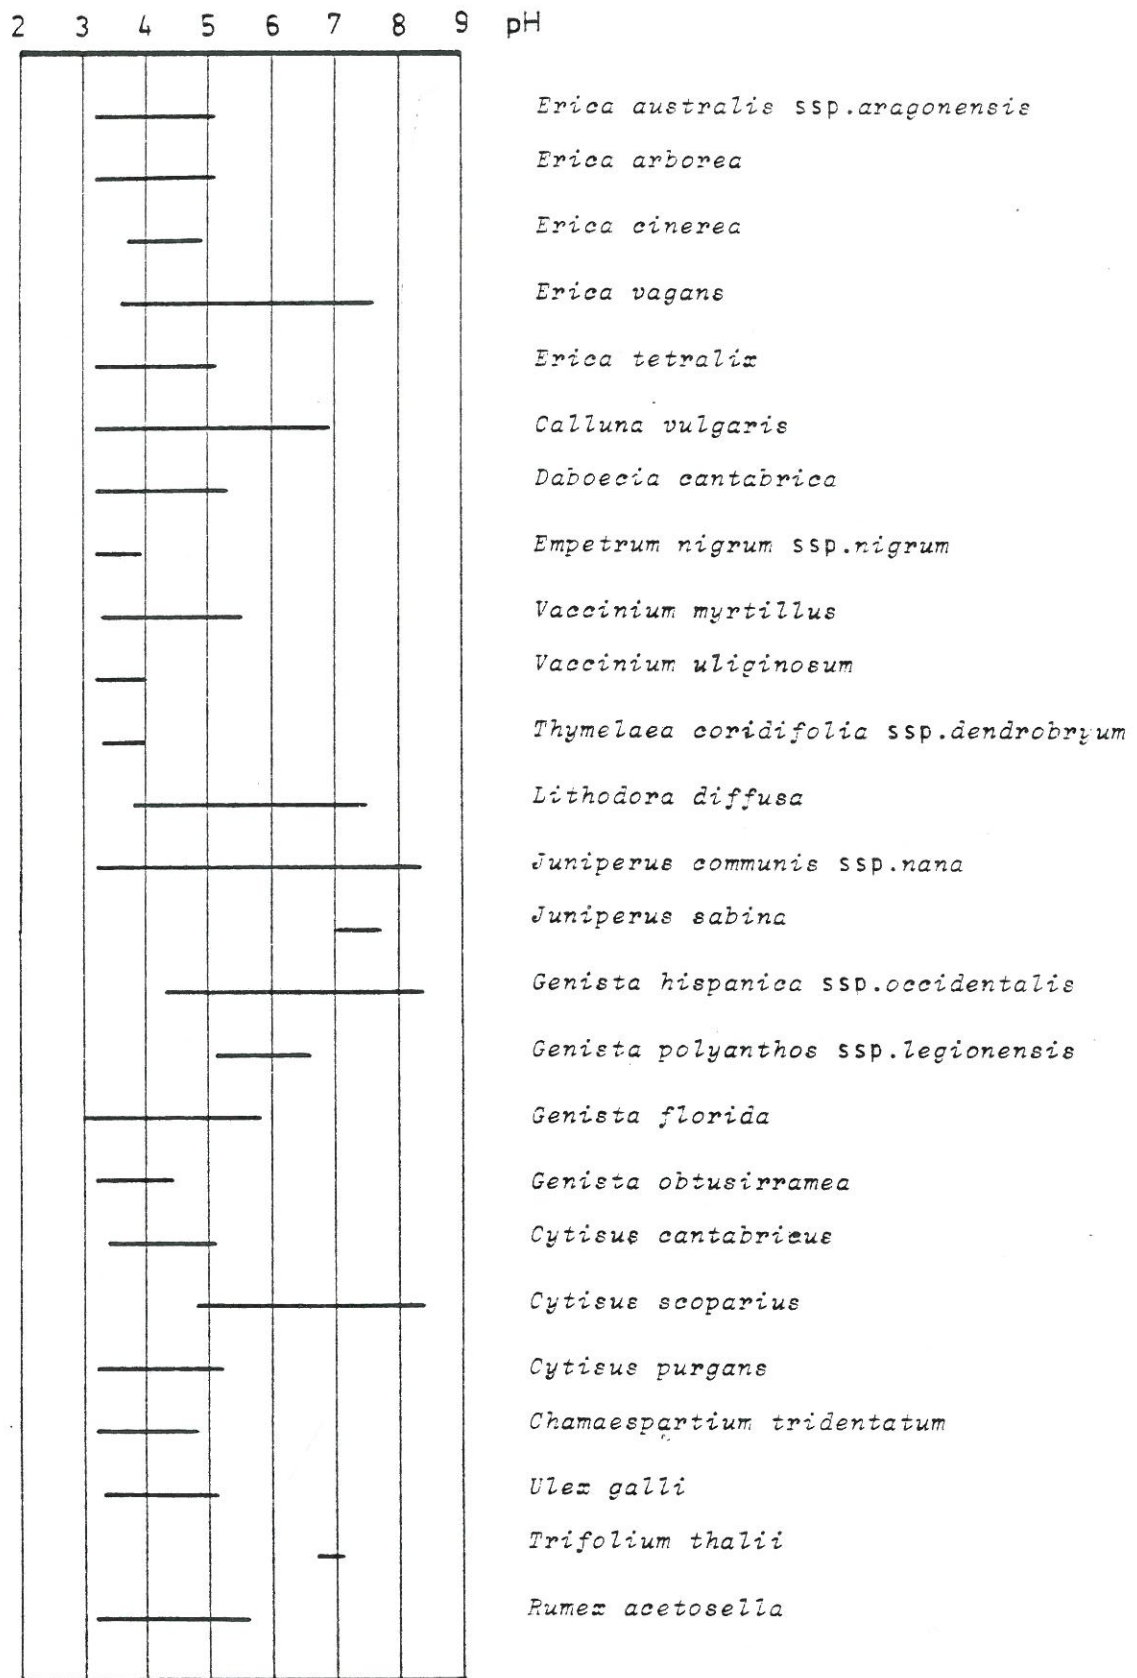 2 3 4 5 6 7 8 9 pH
Erica australis ssp.aragonensis
Erica arborea
Erica cinerea
Erica vagans
Erica tetralix
Calluna vulgaris
Daboecia cantabrica
Empetrum nigrum ssp.nigrum
Vaccinium myrtillus
Vaccinium uliginosum
Thymelaea coridifolia ssp.dendrobryum
Lithodora diffusa
Juniperus communis ssp.nana
Juniperus sabina
Genista hispanica ssp.occidentalis
Genista polyanthos ssp.legionensis
Genista florida
Genista obtusirramea
Cytisus cantabricus
Cytisus scoparius
Cytisus purgans
Chamaespartium tridentatum
Ulex galli
Trifolium thalii
Rumex acetosella